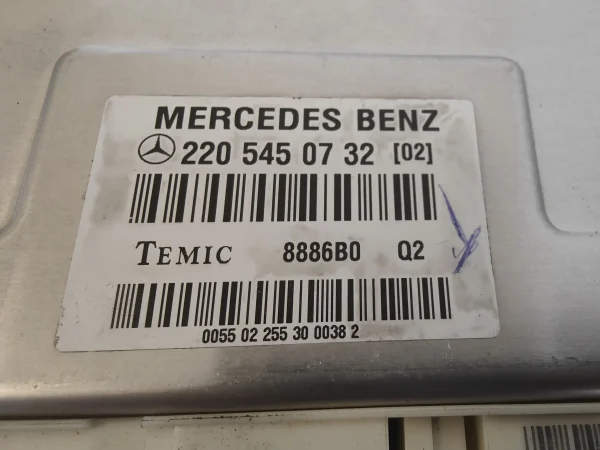 MERCEDES BENZ
220 545 07 32 [02]
TEMIC 8886B0 Q2
0055 02 255 30 0038 2